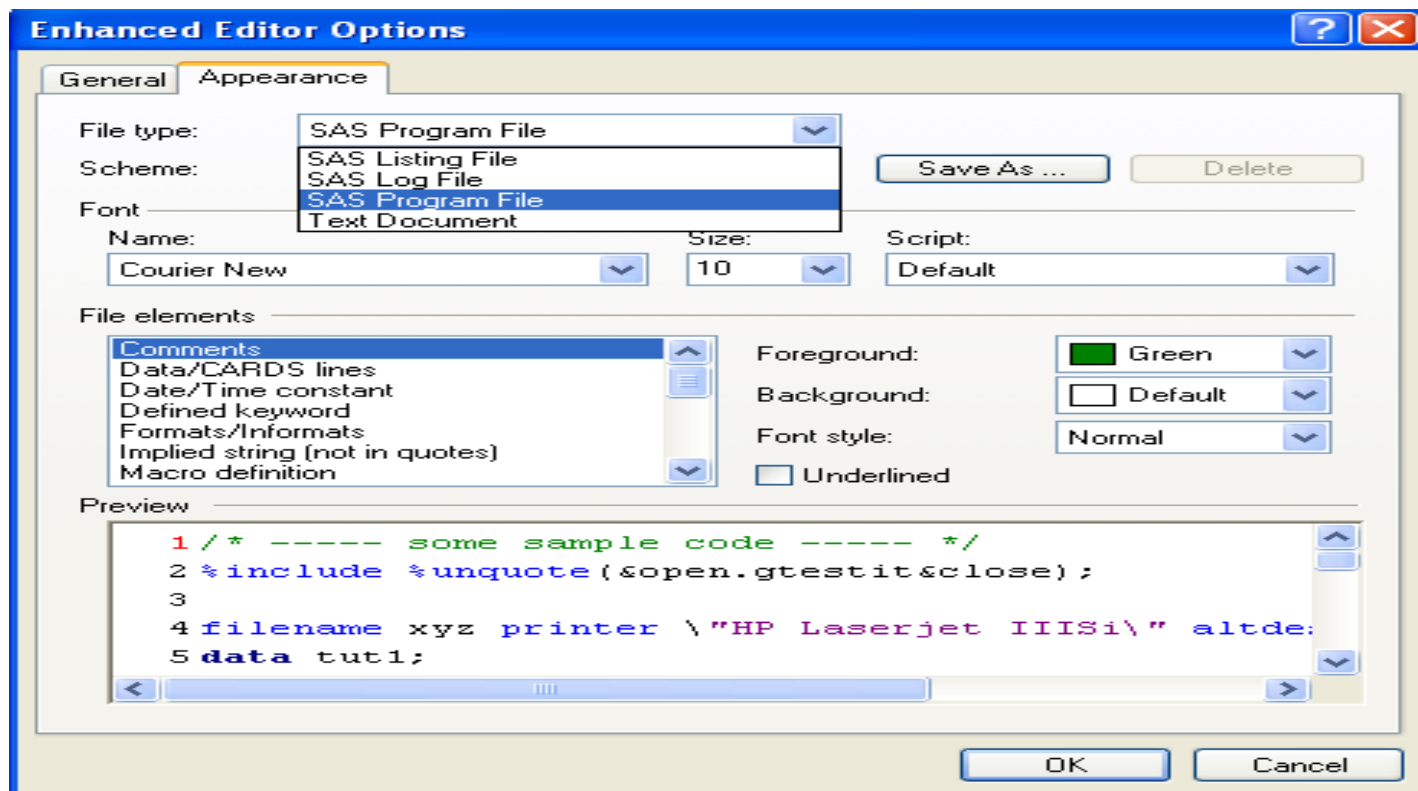 Enhanced Editor Options
General Appearance
File type: SAS Program File
SAS Listing File
Scheme: SAS Log File Save As ... Delete
SAS Program File
Font Text Document
Name: Size: Script:
Courier New 10 Default
File elements
Comments
Data/CARDS lines
Date/Time constant
Defined keyword
Formats/Informats
Implied string (not in quotes)
Macro definition
Foreground: Green
Background: Default
Font style: Normal
Underlined
Preview
1 /* ----- some sample code ----- */
2 %include %unquote(&open.gtestit&close);
3
4 filename xyz printer \"HP Laserjet IIISi\" altde
5 data tut1;
OK Cancel